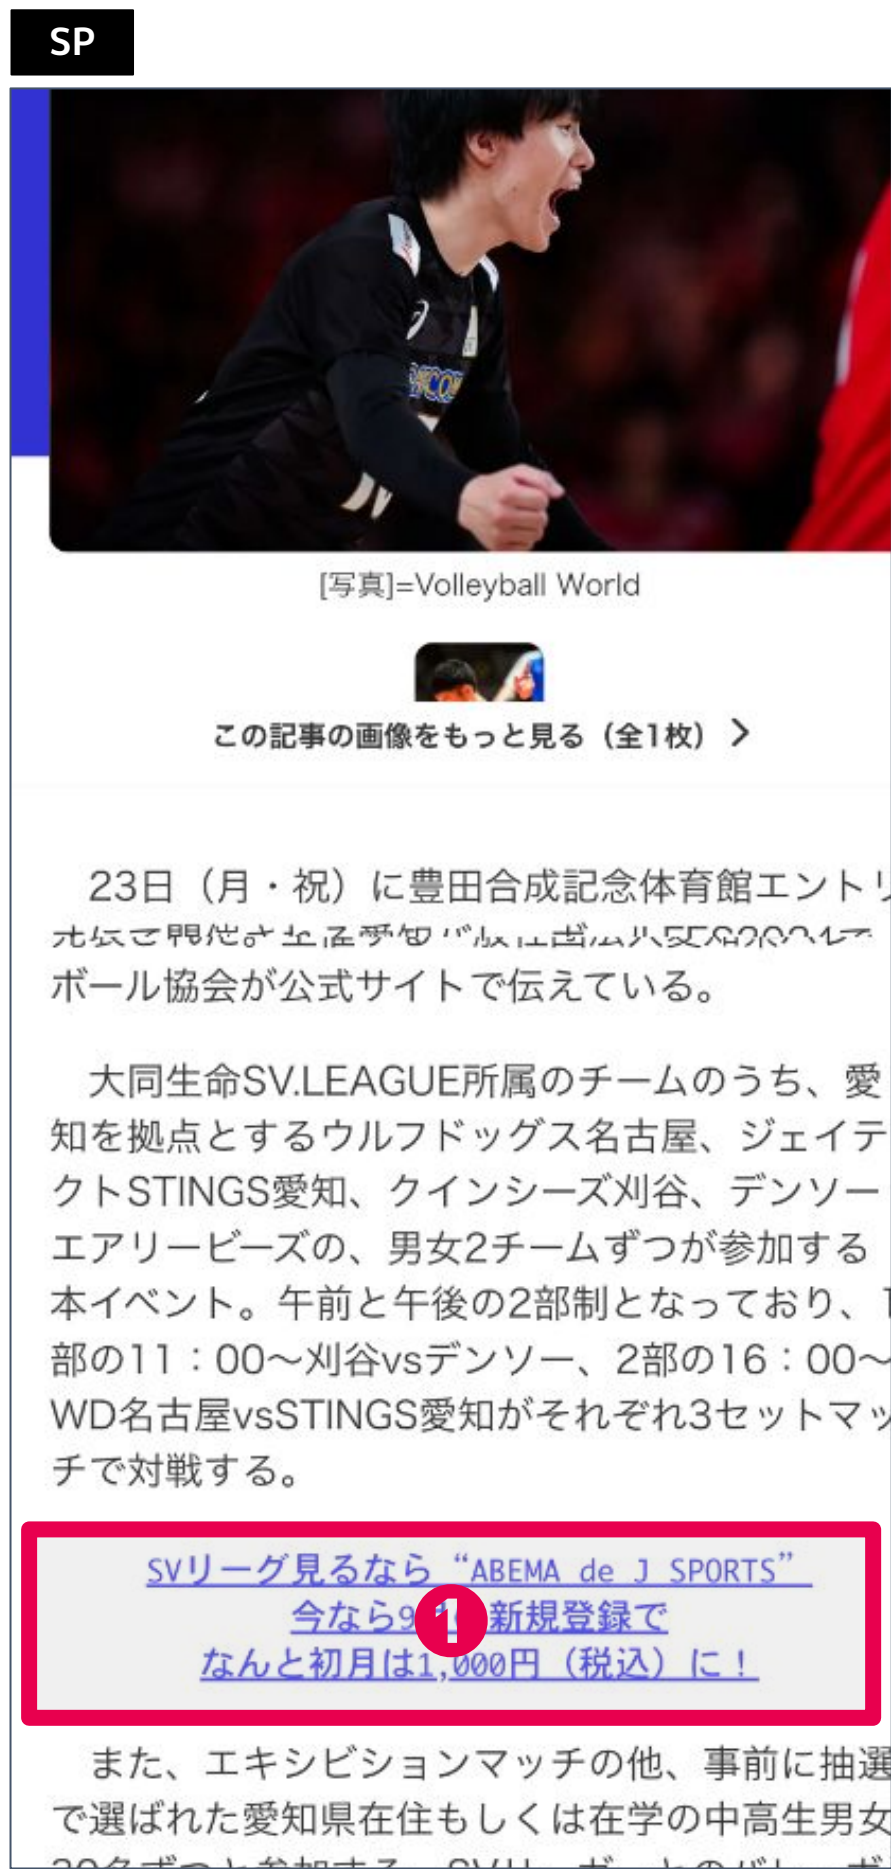 SP
[写真]=Volleyball World
この記事の画像をもっと見る（全1枚）
23日（月・祝）に豊田合成記念体育館エントリ
ボール協会が公式サイトで伝えている。
大同生命SV.LEAGUE所属のチームのうち、愛
知を拠点とするウルフドッグス名古屋、ジェイテ
クトSTINGS愛知、クインシーズ刈谷、デンソー
エアリービーズの、男女2チームずつが参加する
本イベント。午前と午後の2部制となっており、1
部の11：00〜刈谷vsデンソー、2部の16：00〜
WD名古屋vsSTINGS愛知がそれぞれ3セットマッ
チで対戦する。
SVリーグ見るなら“ABEMA de J SPORTS”
今なら9 1 新規登録で
なんと初月は1,000円（税込）に！
また、エキシビションマッチの他、事前に抽選
で選ばれた愛知県在住もしくは在学の中高生男女